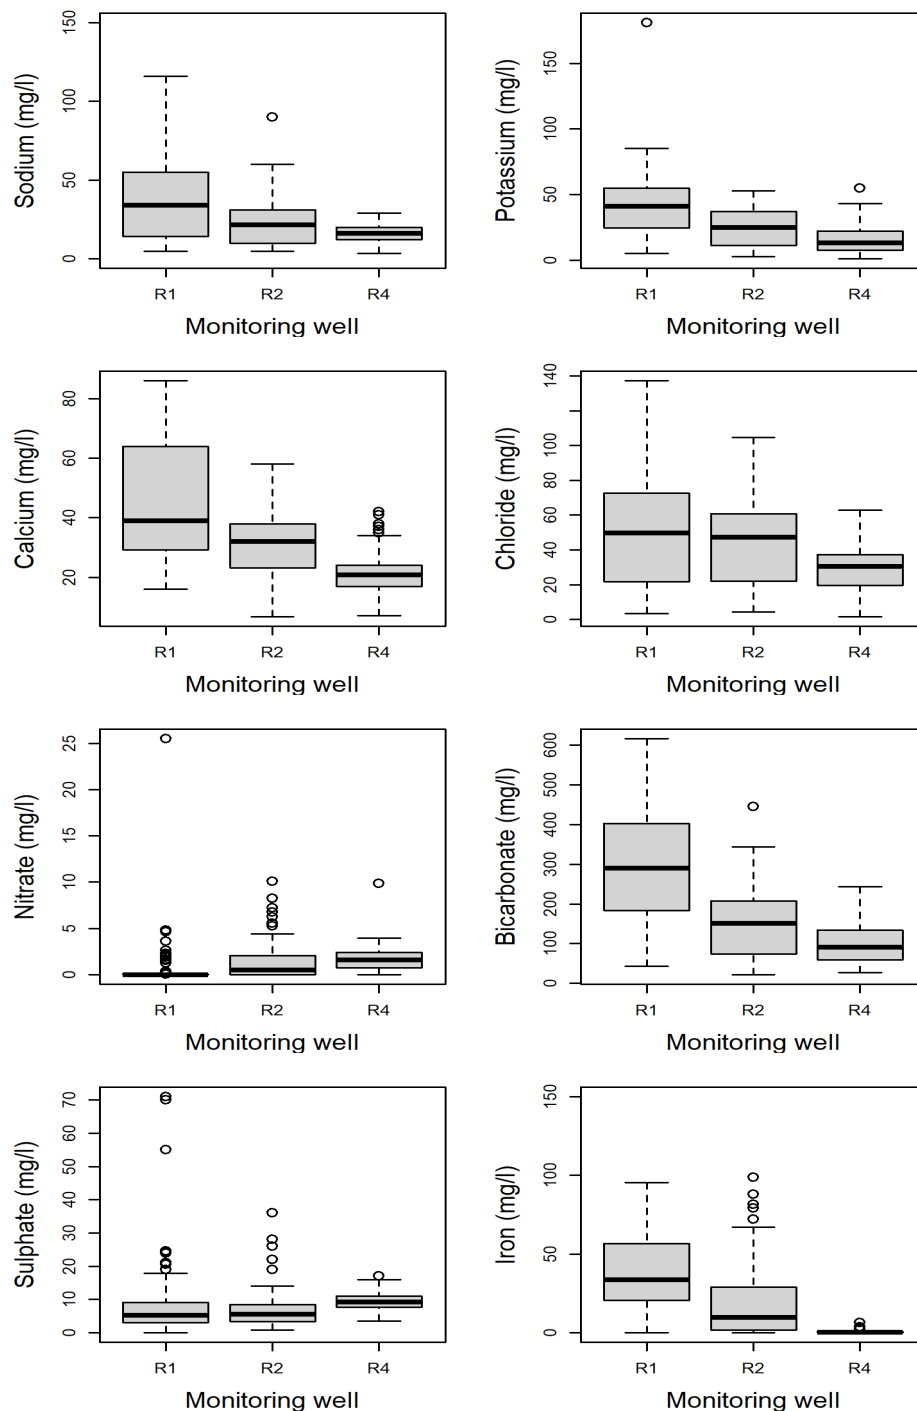 Sodium (mg/l)
150
100
50
0
R1 R2 R4
Monitoring well
Potassium (mg/l)
150
100
50
0
R1 R2 R4
Monitoring well
Calcium (mg/l)
80
60
40
20
R1 R2 R4
Monitoring well
Chloride (mg/l)
140
100
80
60
40
20
0
R1 R2 R4
Monitoring well
Nitrate (mg/l)
25
20
15
10
5
0
R1 R2 R4
Monitoring well
Bicarbonate (mg/l)
600
500
400
300
200
100
0
R1 R2 R4
Monitoring well
Sulphate (mg/l)
70
60
50
40
30
20
10
0
R1 R2 R4
Monitoring well
Iron (mg/l)
150
100
50
0
R1 R2 R4
Monitoring well